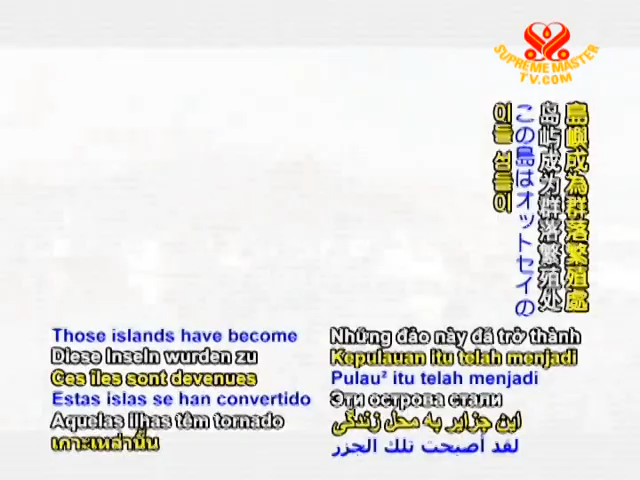 SUPREME MASTER
TV.COM
島嶼成為群落繁殖處
岛屿成为群落繁殖处
この島はオットセイの
이들 섬들이
Those islands have become
Diese Inseln wurden zu
Ces îles sont devenues
Estas islas se han convertido
Aquelas ilhas têm tornado
เกาะเหล่านั้น
Những đảo này đã trở thành
Kepulauan itu telah menjadi
Pulau² itu telah menjadi
Эти острова стали
این جزایر به محل زندگی
لقد أصبحت تلك الجزر